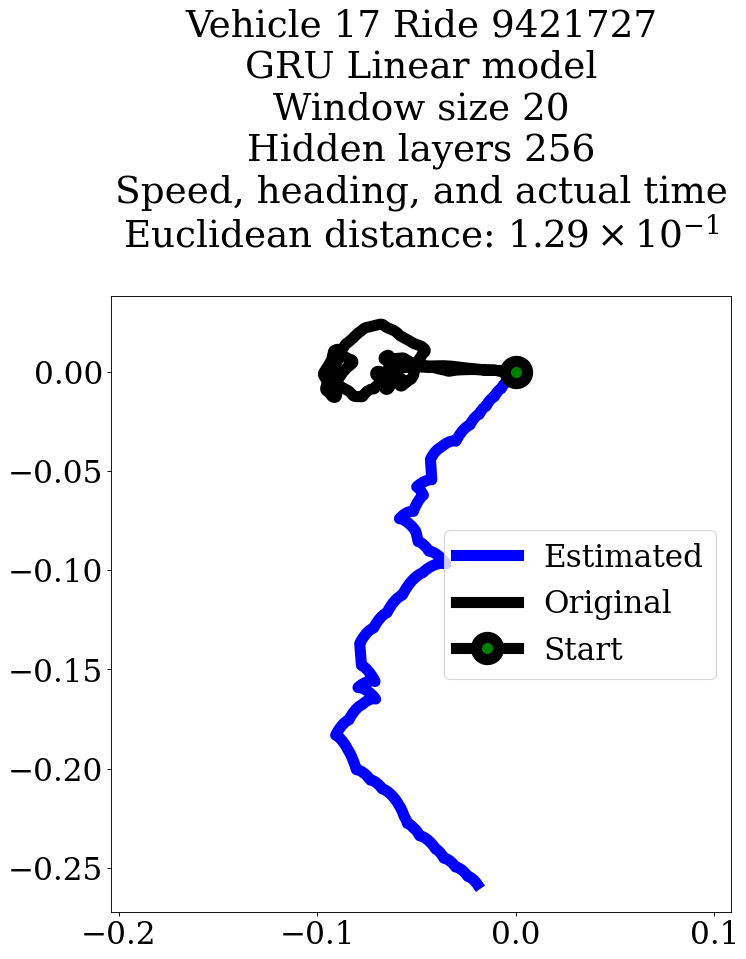 Vehicle 17 Ride 9421727
GRU Linear model
Window size 20
Hidden layers 256
Speed, heading, and actual time
Euclidean distance: 1.29 × 10⁻¹
0.00
−0.05
−0.10
−0.15
−0.20
−0.25
Estimated
Original
Start
−0.2 −0.1 0.0 0.1